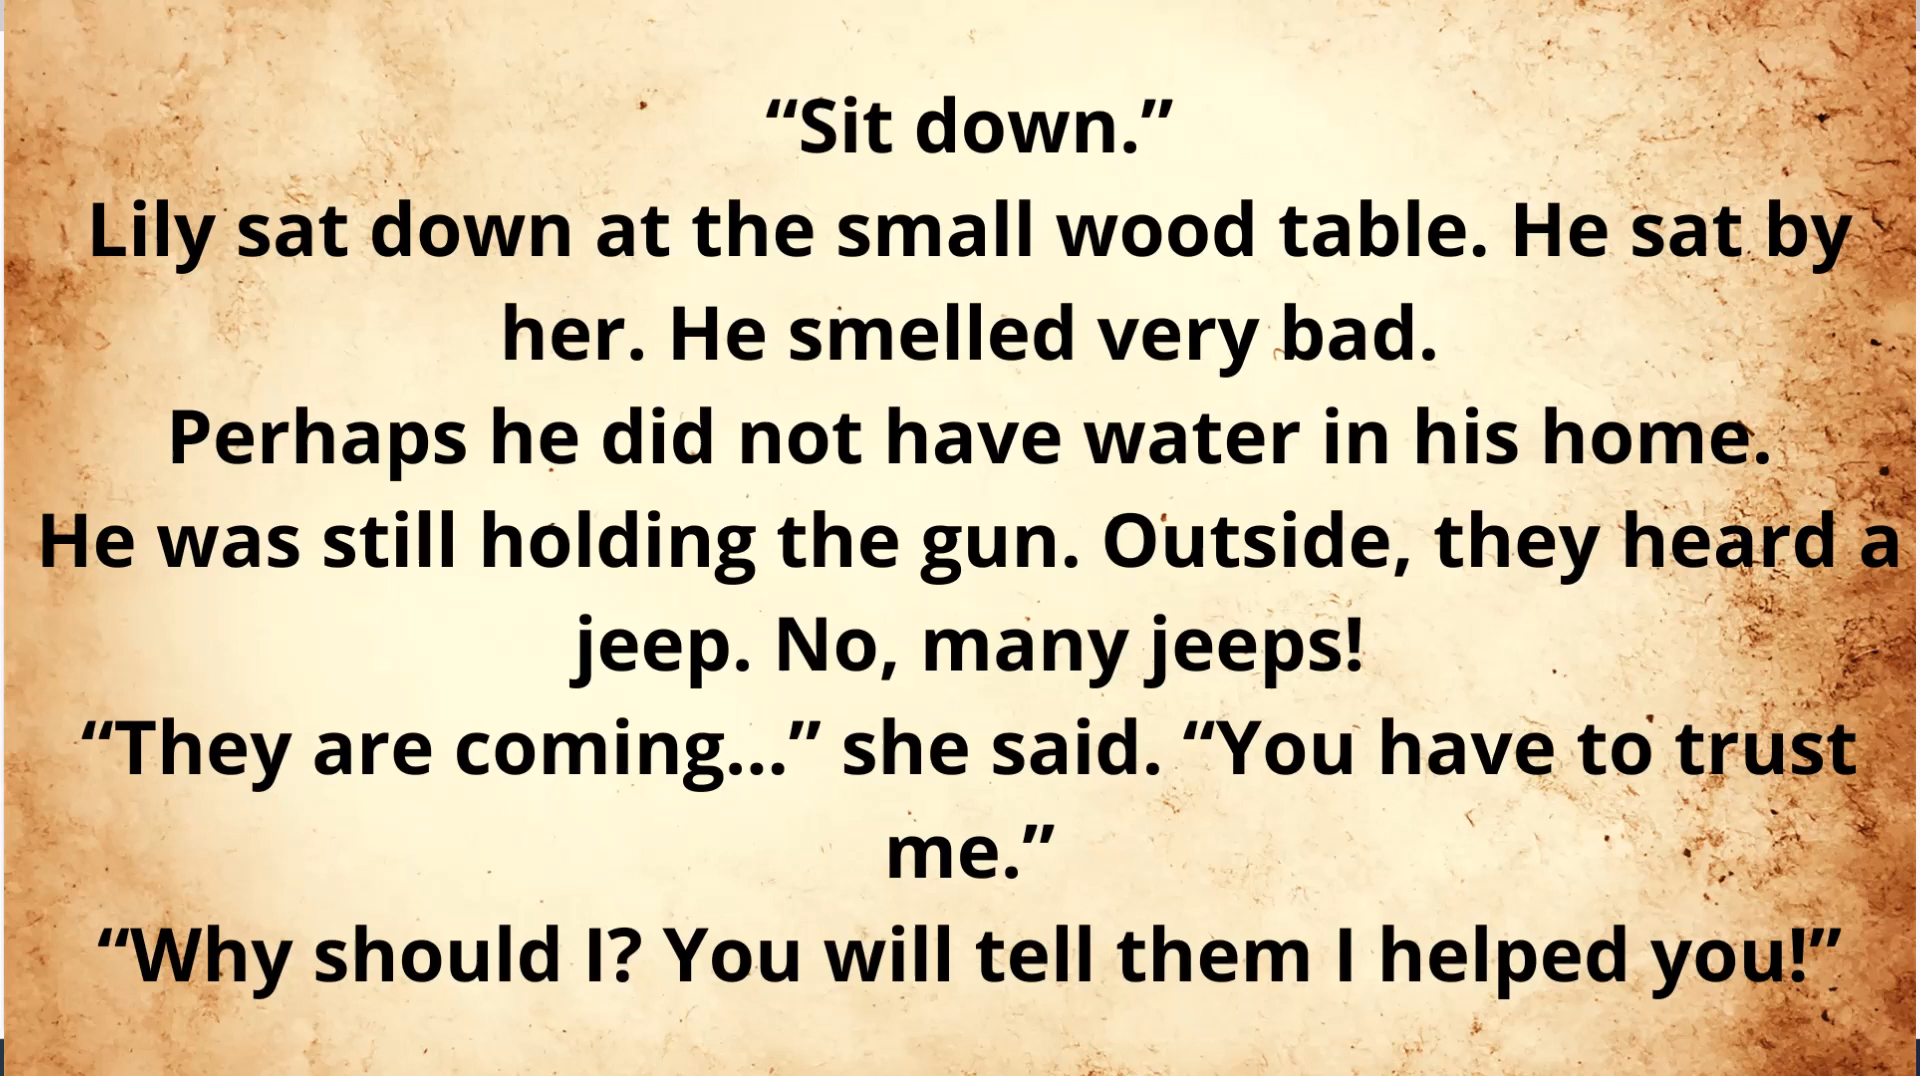 “Sit down.”
Lily sat down at the small wood table. He sat by
her. He smelled very bad.
Perhaps he did not have water in his home.
He was still holding the gun. Outside, they heard a
jeep. No, many jeeps!
“They are coming...” she said. “You have to trust
me.”
“Why should I? You will tell them I helped you!”